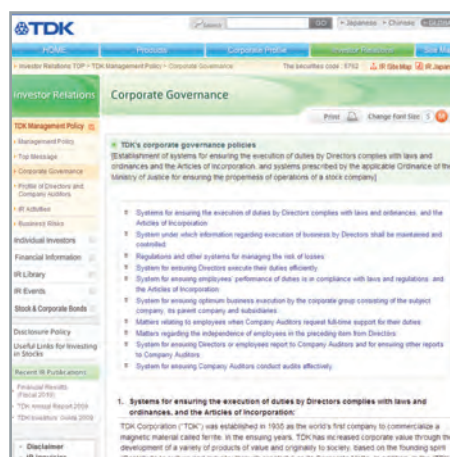 TDK
Search
GO
Japanese
Chinese
GLOBAL
HOME
Products
Corporate Profile
Investor Relations
Investor Relations TOP > TDK Management Policy > Corporate Governance
The securities code : 6762
IR Site Map
IR Japan
Investor Relations
Corporate Governance
Print
Change Font Size
S
TDK Management Policy
Management Policy
Top Message
Corporate Governance
Profile of Directors and
Company Auditors
IR Activities
Business Risks
Individual Investors
Financial Information
IR Library
IR Events
Stock & Corporate Bonds
Disclosure Policy
Useful Links for Investing
in Stocks
Recent IR Publications
Financial Results
TDK Annual Report 2009
TDK Investors' Guide 2009
Disclaimer
TDK's corporate governance policies
[Establishment of systems for ensuring the execution of duties by Directors complies with laws and
ordinances and the Articles of Incorporation, and systems prescribed by the applicable Ordinance of the
Ministry of Justice for ensuring the properness of operations of a stock company]
Systems for ensuring the execution of duties by Directors complies with laws and ordinances, and the
Articles of Incorporation
System under which information regarding execution of business by Directors shall be maintained and
controlled
Regulations and other systems for managing the risk of losses
System for ensuring Directors execute their duties efficiently
System for ensuring employees' performance of duties is in compliance with laws and regulations, and
the Articles of Incorporation
System for ensuring optimum business execution by the corporate group consisting of the subject
company, its parent company and subsidiaries
Matters relating to employees when Company Auditors request full-time support for their duties
Matters regarding the independence of employees in the preceding item from Directors
System for ensuring Directors or employees report to Company Auditors and for ensuring other reports
to Company Auditors
System for ensuring Company Auditors conduct audits effectively
1. Systems for ensuring the execution of duties by Directors complies with laws and
ordinances, and the Articles of Incorporation:
TDK Corporation ("TDK") was established in 1935 as the world's first company to commercialize a
magnetic material called ferrite. In the ensuing years, TDK has increased corporate value through the
development of a variety of products of value and originality to society, based on the founding spirit